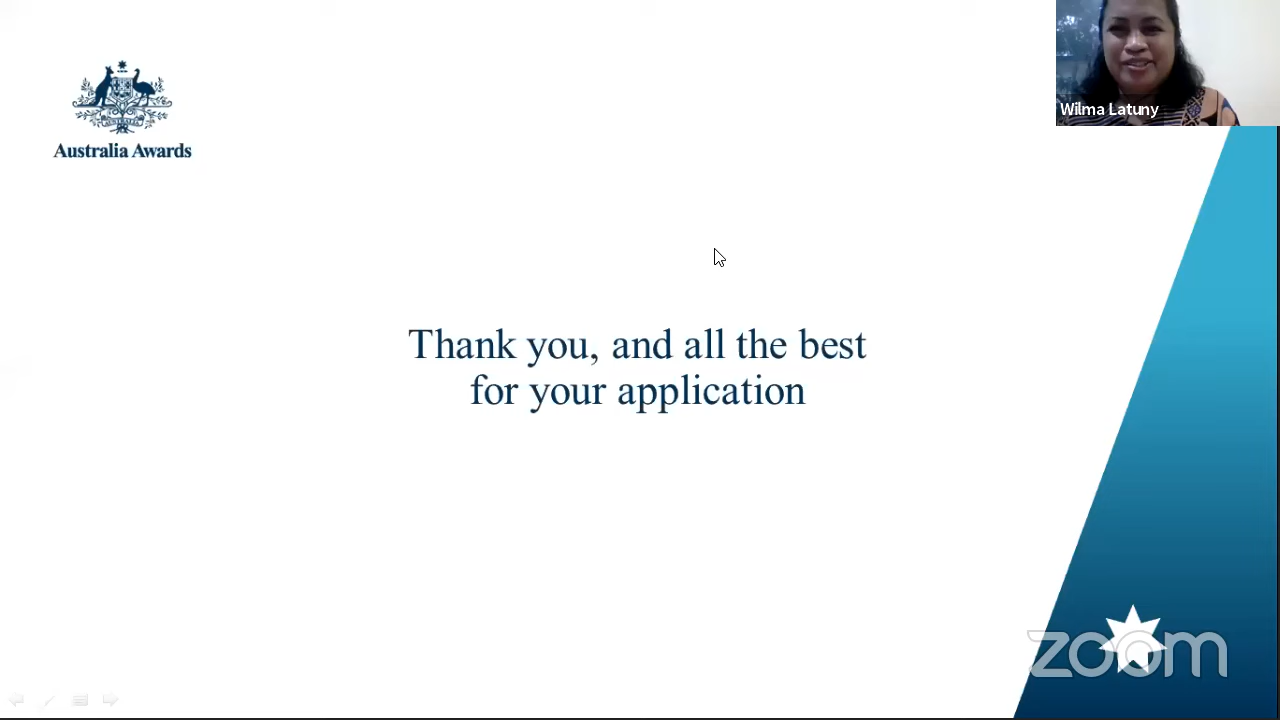 Wilma Latuny
Australia Awards
Thank you, and all the best
for your application
zoom